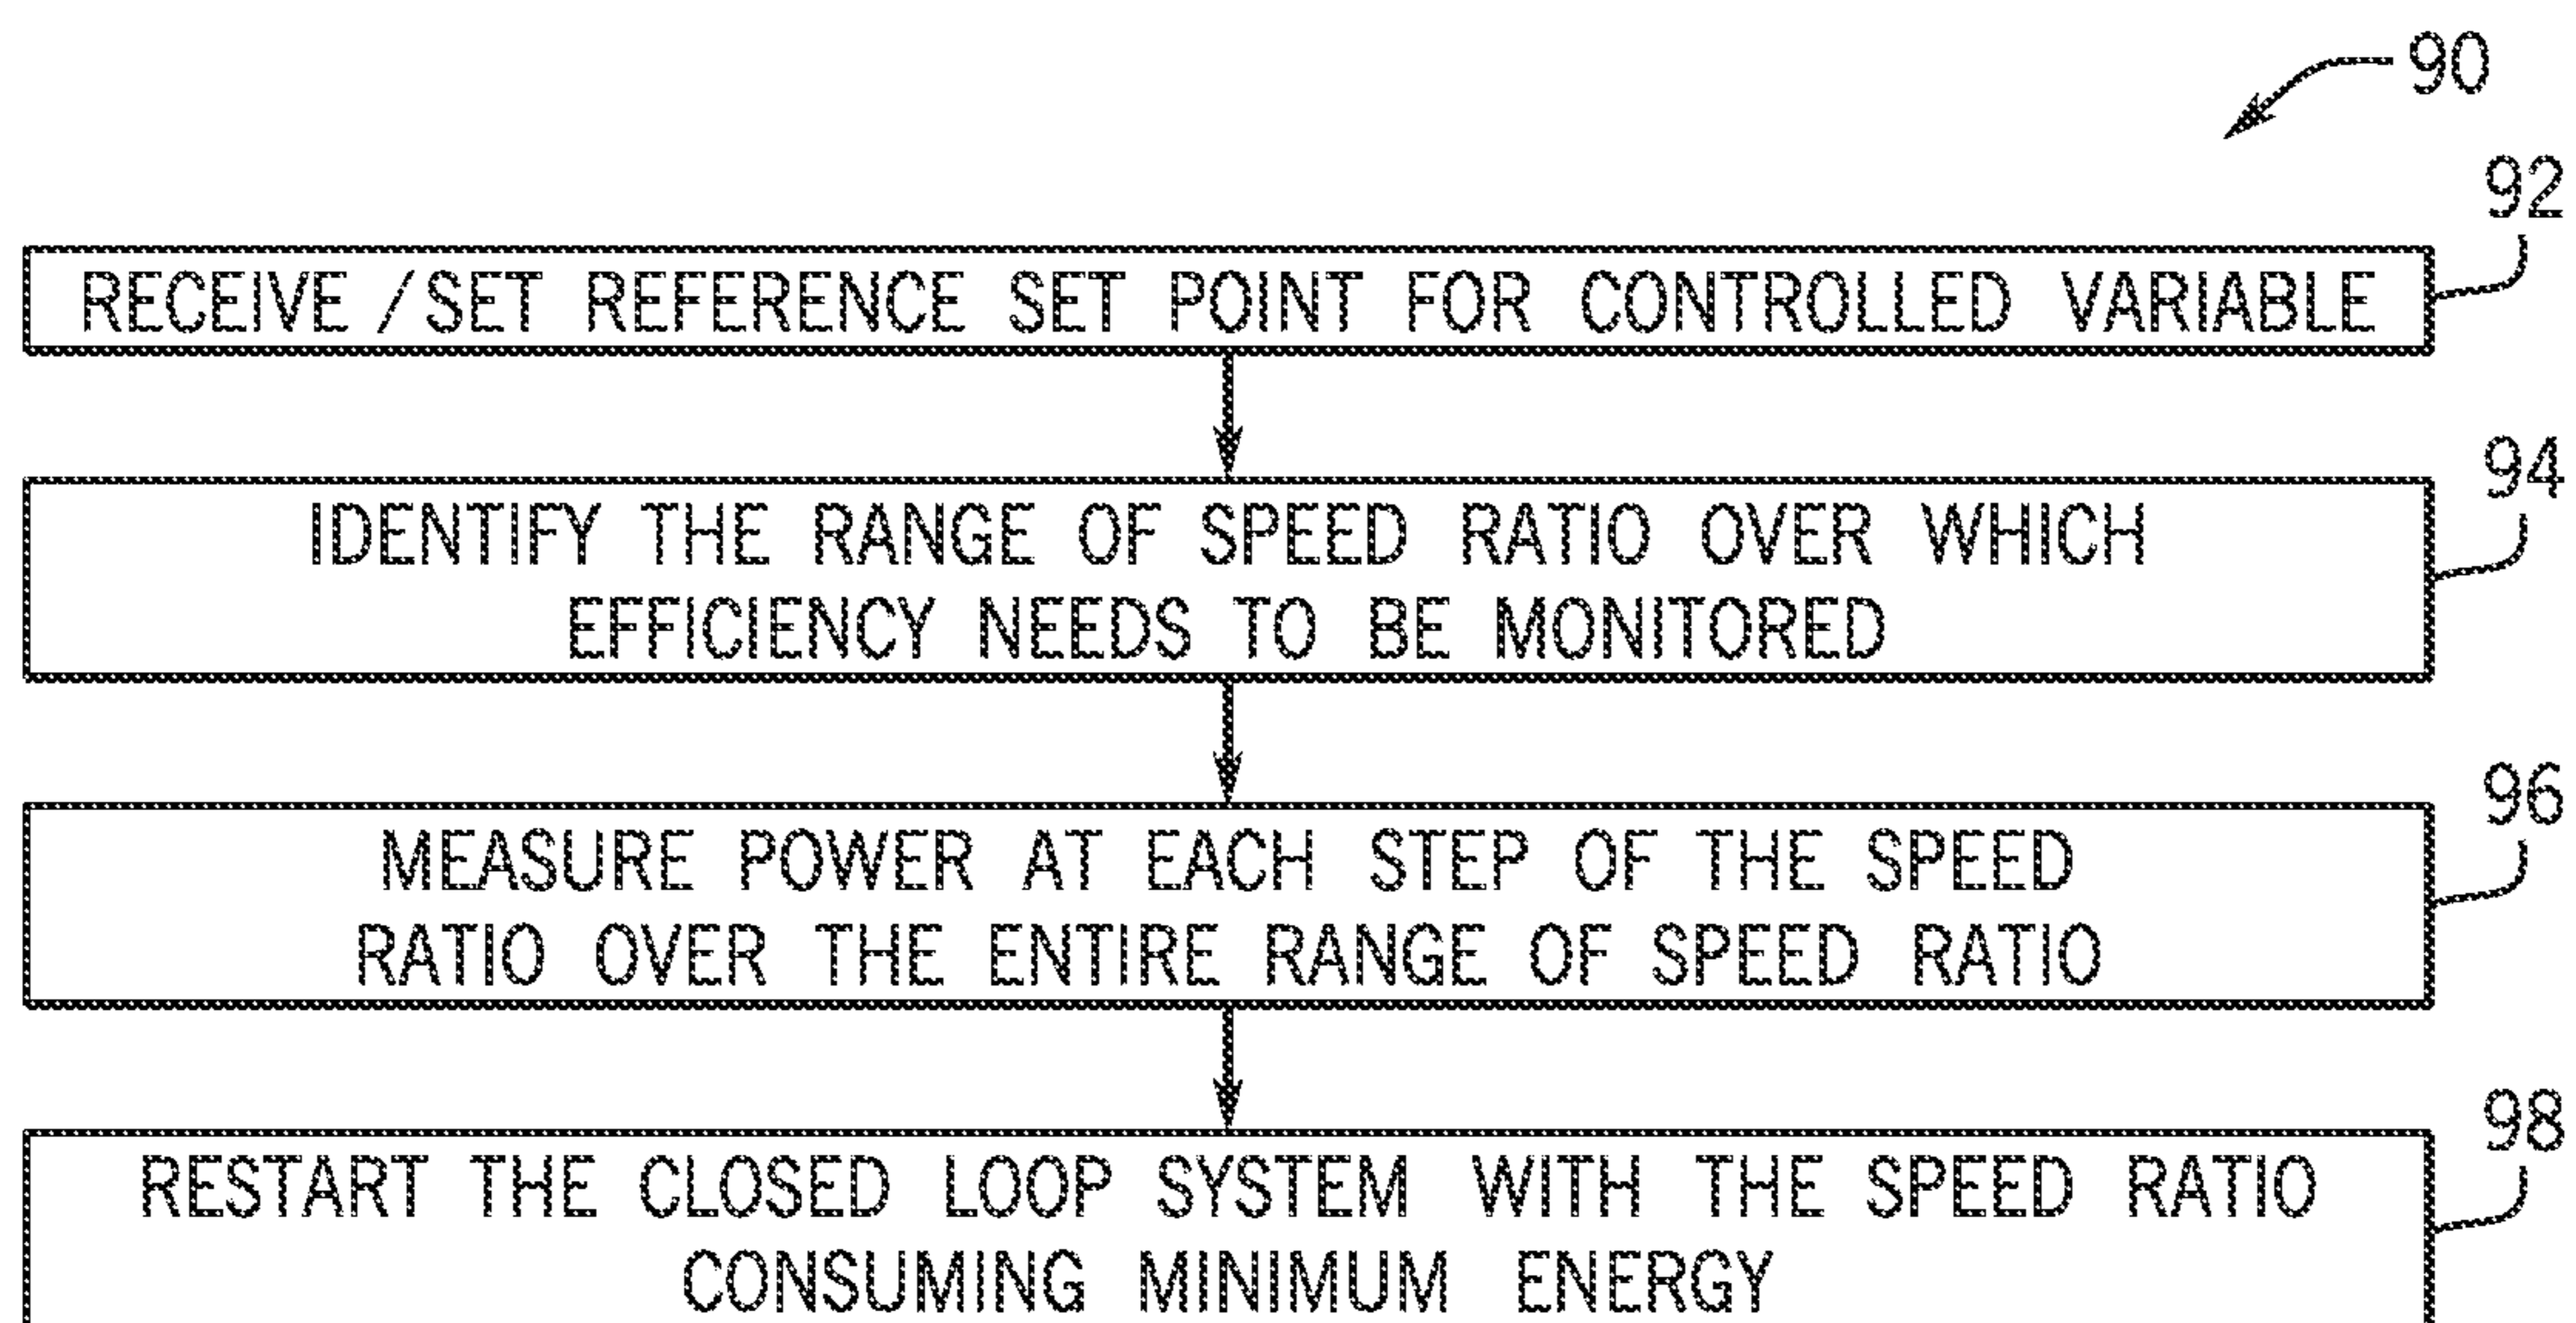 90
92
RECEIVE / SET REFERENCE SET POINT FOR CONTROLLED VARIABLE
94
IDENTIFY THE RANGE OF SPEED RATIO OVER WHICH
EFFICIENCY NEEDS TO BE MONITORED
96
MEASURE POWER AT EACH STEP OF THE SPEED
RATIO OVER THE ENTIRE RANGE OF SPEED RATIO
98
RESTART THE CLOSED LOOP SYSTEM WITH THE SPEED RATIO
CONSUMING MINIMUM ENERGY